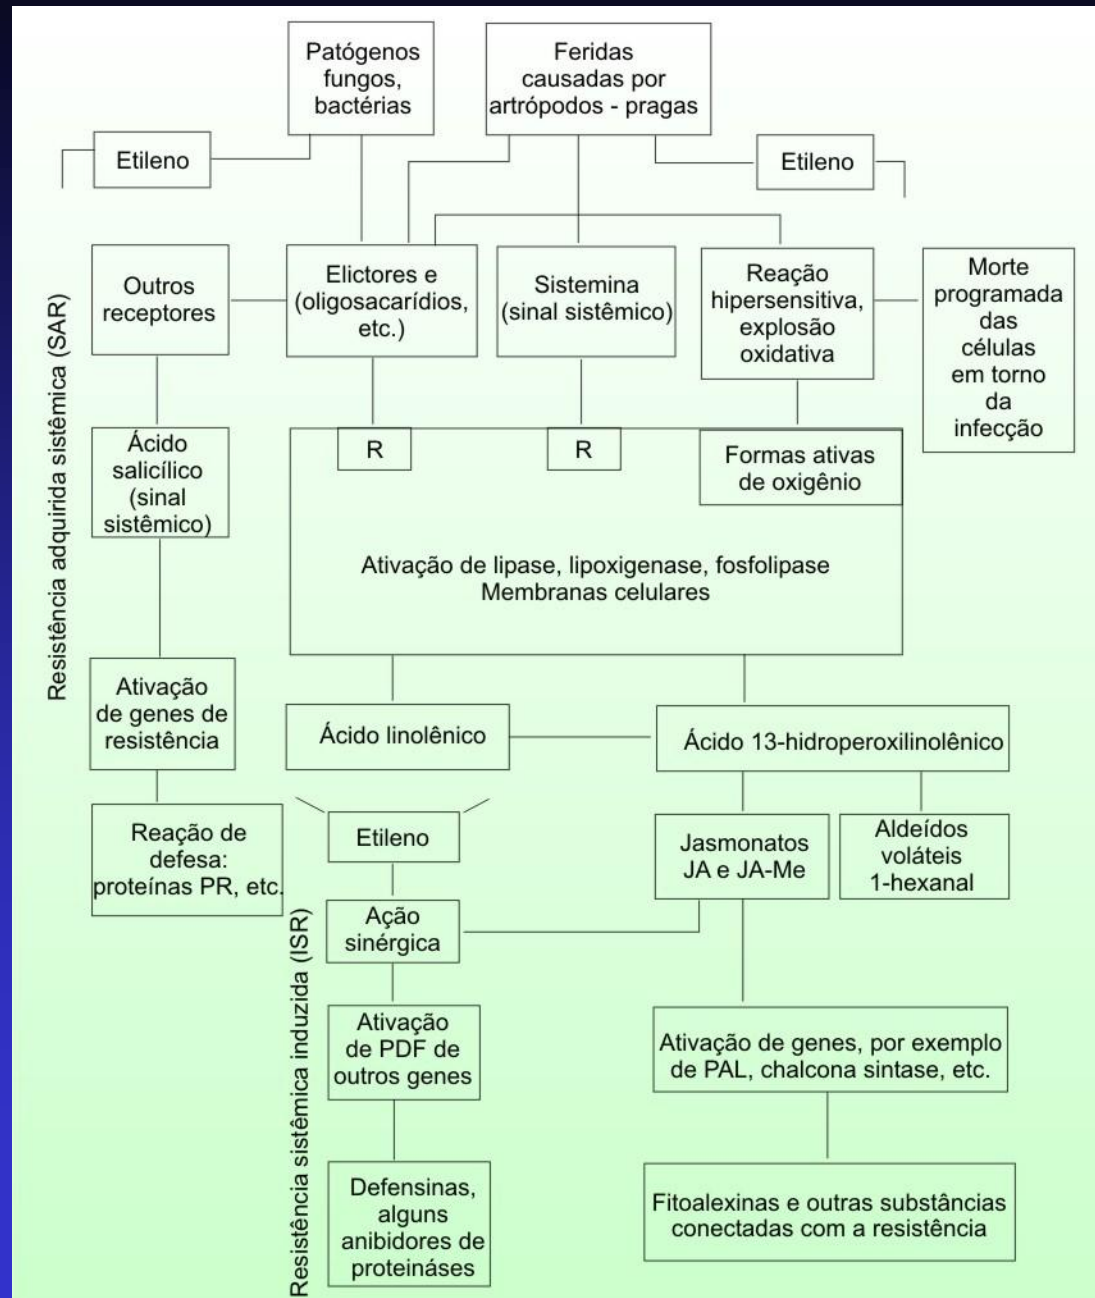 Patógenos
fungos,
bactérias
Feridas
causadas por
artrópodos - pragas
Etileno
Etileno
Outros
receptores
Elictores e
(oligosacarídios,
etc.)
Sistemina
(sinal sistêmico)
Reação
hipersensitiva,
explosão
oxidativa
Morte
programada
das
células
em torno
da
infecção
Resistência adquirida sistêmica (SAR)
Ácido
salicílico
(sinal
sistêmico)
R
R
Formas ativas
de oxigênio
Ativação de lipase, lipoxigenase, fosfolipase
Membranas celulares
Ativação
de genes de
resistência
Ácido linolênico
Ácido 13-hidroperoxilinolênico
Reação de
defesa:
proteínas PR, etc.
Etileno
Jasmonatos
JA e JA-Me
Aldeídos
voláteis
1-hexanal
Resistência sistêmica induzida (ISR)
Ação
sinérgica
Ativação
de PDF de
outros genes
Ativação de genes, por exemplo
de PAL, chalcona sintase, etc.
Defensinas,
alguns
anibidores de
proteináses
Fitoalexinas e outras substâncias
conectadas com a resistência